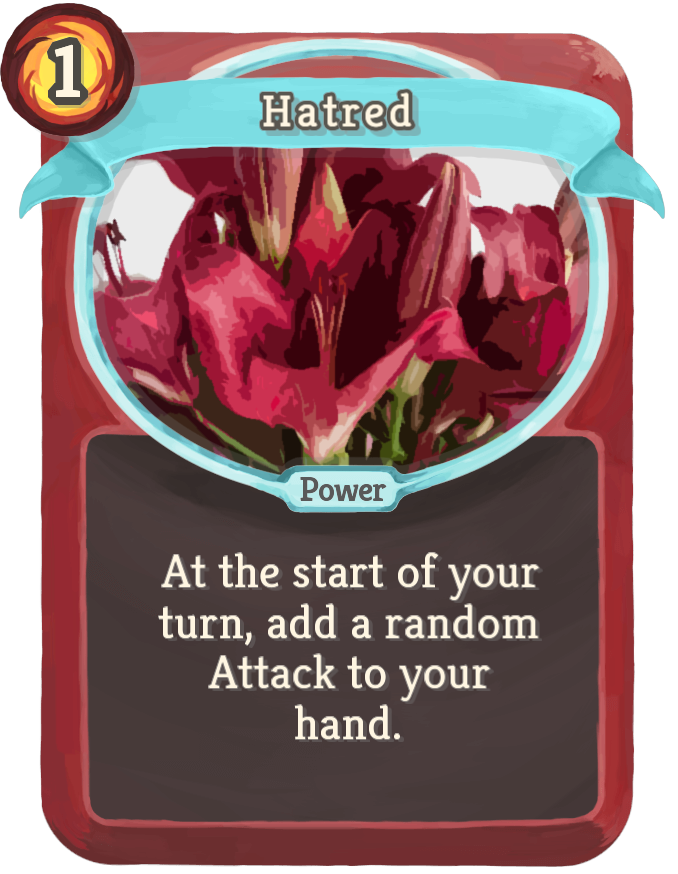 1
Hatred
Power
At the start of your
turn, add a random
Attack to your
hand.